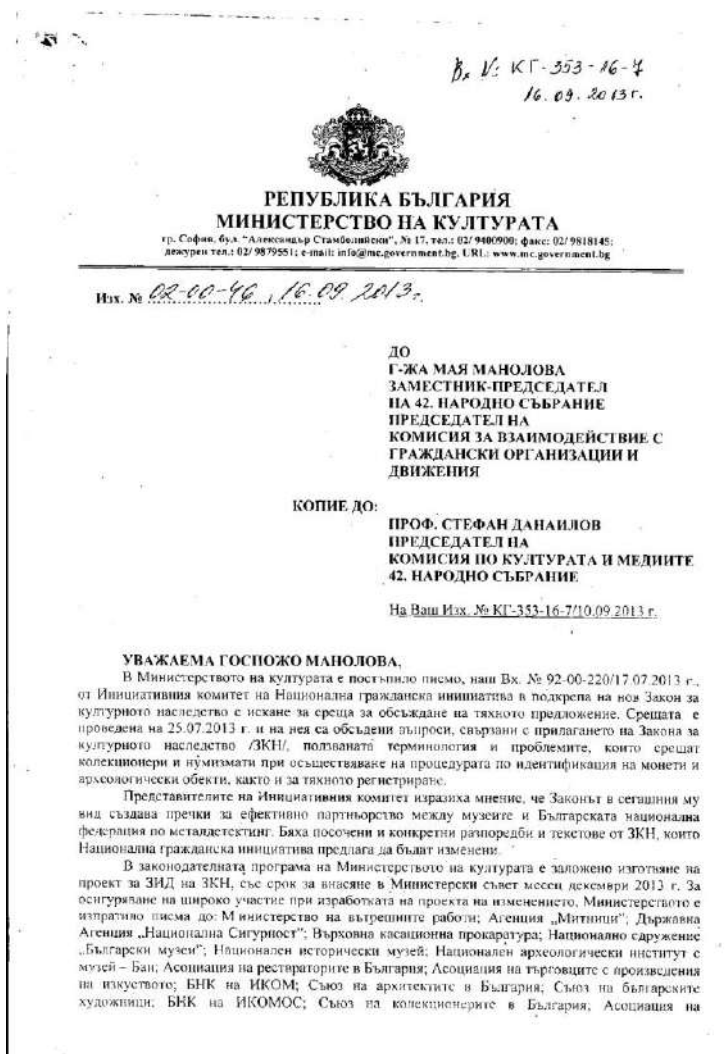 Вх. №: КГ-353-16-7
16.09.2013 г.
РЕПУБЛИКА БЪЛГАРИЯ
МИНИСТЕРСТВО НА КУЛТУРАТА
гр. София, бул. "Александър Стамболийски", № 17, тел.: 02/ 9400900; факс: 02/ 9818145;
дежурен тел.: 02/ 9879551; e-mail: info@mc.government.bg, URL: www.mc.government.bg
Изх. № 02-00-46, 16.09.2013 г.
ДО
Г-ЖА МАЯ МАНОЛОВА
ЗАМЕСТНИК-ПРЕДСЕДАТЕЛ
НА 42. НАРОДНО СЪБРАНИЕ
ПРЕДСЕДАТЕЛ НА
КОМИСИЯ ЗА ВЗАИМОДЕЙСТВИЕ С
ГРАЖДАНСКИ ОРГАНИЗАЦИИ И
ДВИЖЕНИЯ
КОПИЕ ДО:
ПРОФ. СТЕФАН ДАНАИЛОВ
ПРЕДСЕДАТЕЛ НА
КОМИСИЯ ПО КУЛТУРАТА И МЕДИИТЕ
42. НАРОДНО СЪБРАНИЕ
На Ваш Изх. № КГ-353-16-7/10.09.2013 г.
УВАЖАЕМА ГОСПОЖО МАНОЛОВА,
В Министерството на културата е постъпило писмо, наш Вх. № 92-00-220/17.07.2013 г.,
от Инициативния комитет на Национална гражданска инициатива в подкрепа на нов Закон за
културното наследство с искане за среща за обсъждане на тяхното предложение. Срещата е
проведена на 25.07.2013 г. и на нея са обсъдени въпроси, свързани с прилагането на Закона за
културното наследство /ЗКН/, ползваната терминология и проблемите, които срещат
колекционери и нумизмати при осъществяване на процедурата по идентификация на монети и
археологически обекти, както и за тяхното регистриране.
Представителите на Инициативния комитет изразиха мнение, че Законът в сегашния му
вид създава пречки за ефективно партньорство между музеите и Българската национална
федерация по металдетектинг. Бяха посочени и конкретни разпоредби и текстове от ЗКН, които
Национална гражданска инициатива предлага да бъдат изменени.
В законодателната програма на Министерството на културата е заложено изготвяне на
проект за ЗИД на ЗКН, със срок за внасяне в Министерски съвет месец декември 2013 г. За
осигуряване на широко участие при изработката на проекта на изменението, Министерството е
изпратило писма до: Министерство на вътрешните работи; Агенция „Митници"; Държавна
Агенция „Национална Сигурност"; Върховна касационна прокаратура; Национално сдружение
„Български музеи"; Национален исторически музей; Национален археологически институт с
музей – Бан; Асоциация на реставраторите в България; Асоциация на търговците с произведения
на изкуството; БНК на ИКОМ; Съюз на архитектите в България; Съюз на българските
художници; БНК на ИКОМОС; Съюз на колекционерите в България; Асоциация на